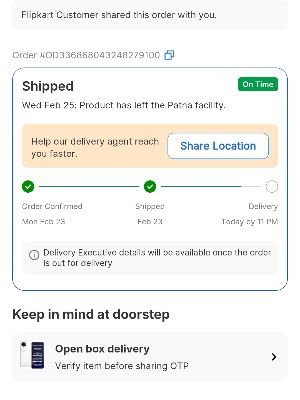 Flipkart Customer shared this order with you.
Order #OD336868043248279100
Shipped
On Time
Wed Feb 25: Product has left the Patna facility.
Help our delivery agent reach
you faster.
Share Location
Order Confirmed Shipped Delivery
Mon Feb 23 Feb 23 Today by 11 PM
Delivery Executive details will be available once the order
is out for delivery
Keep in mind at doorstep
Open box delivery
Verify item before sharing OTP